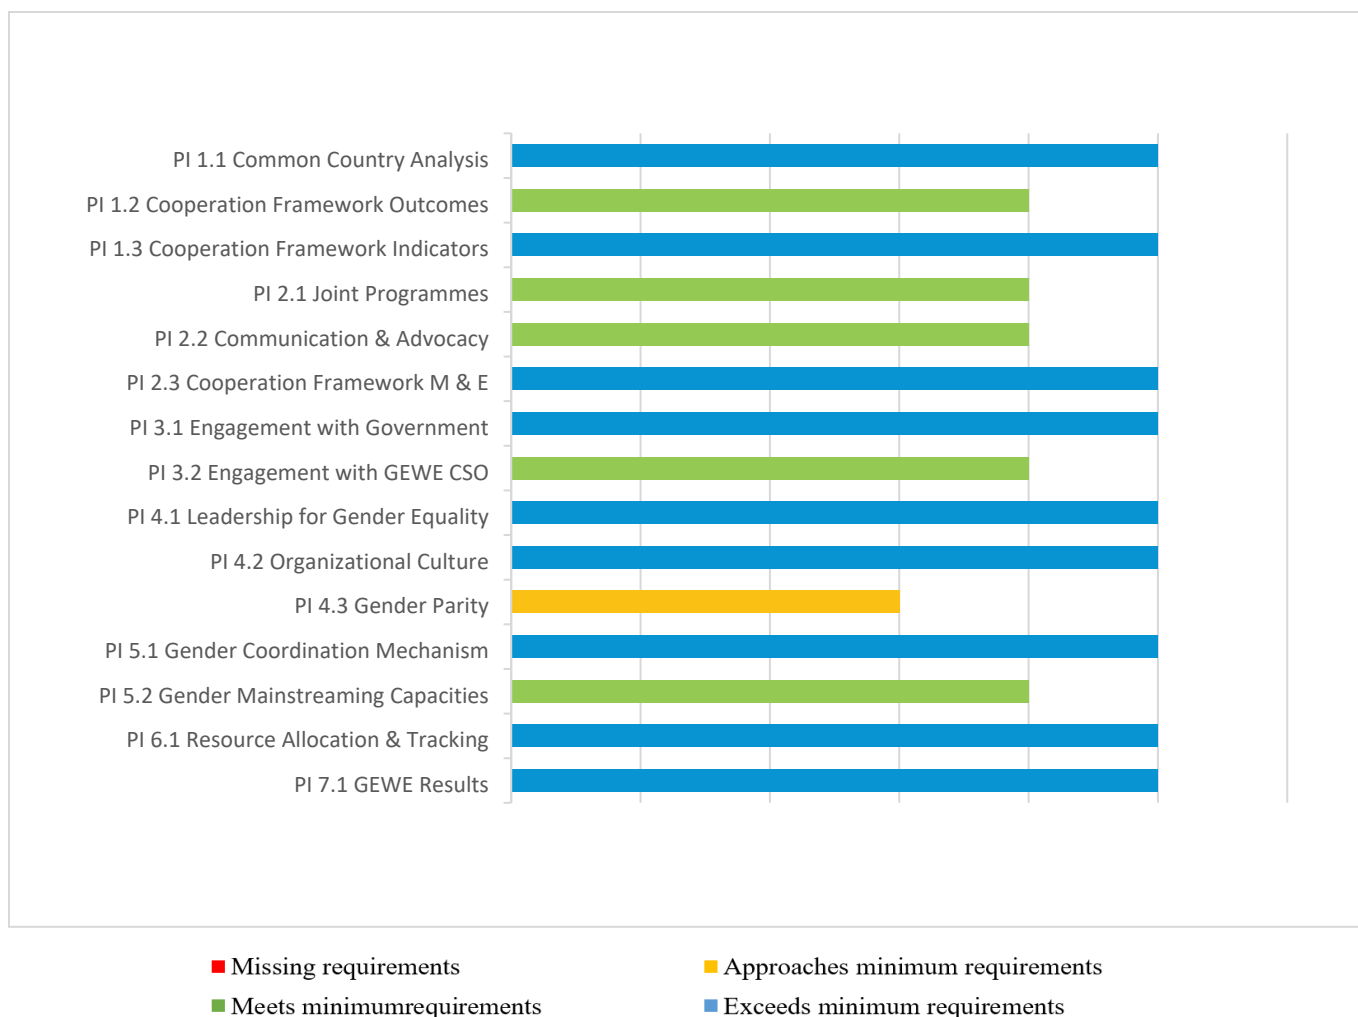 PI 1.1 Common Country Analysis
PI 1.2 Cooperation Framework Outcomes
PI 1.3 Cooperation Framework Indicators
PI 2.1 Joint Programmes
PI 2.2 Communication & Advocacy
PI 2.3 Cooperation Framework M & E
PI 3.1 Engagement with Government
PI 3.2 Engagement with GEWE CSO
PI 4.1 Leadership for Gender Equality
PI 4.2 Organizational Culture
PI 4.3 Gender Parity
PI 5.1 Gender Coordination Mechanism
PI 5.2 Gender Mainstreaming Capacities
PI 6.1 Resource Allocation & Tracking
PI 7.1 GEWE Results
Missing requirements
Approaches minimum requirements
Meets minimumrequirements
Exceeds minimum requirements